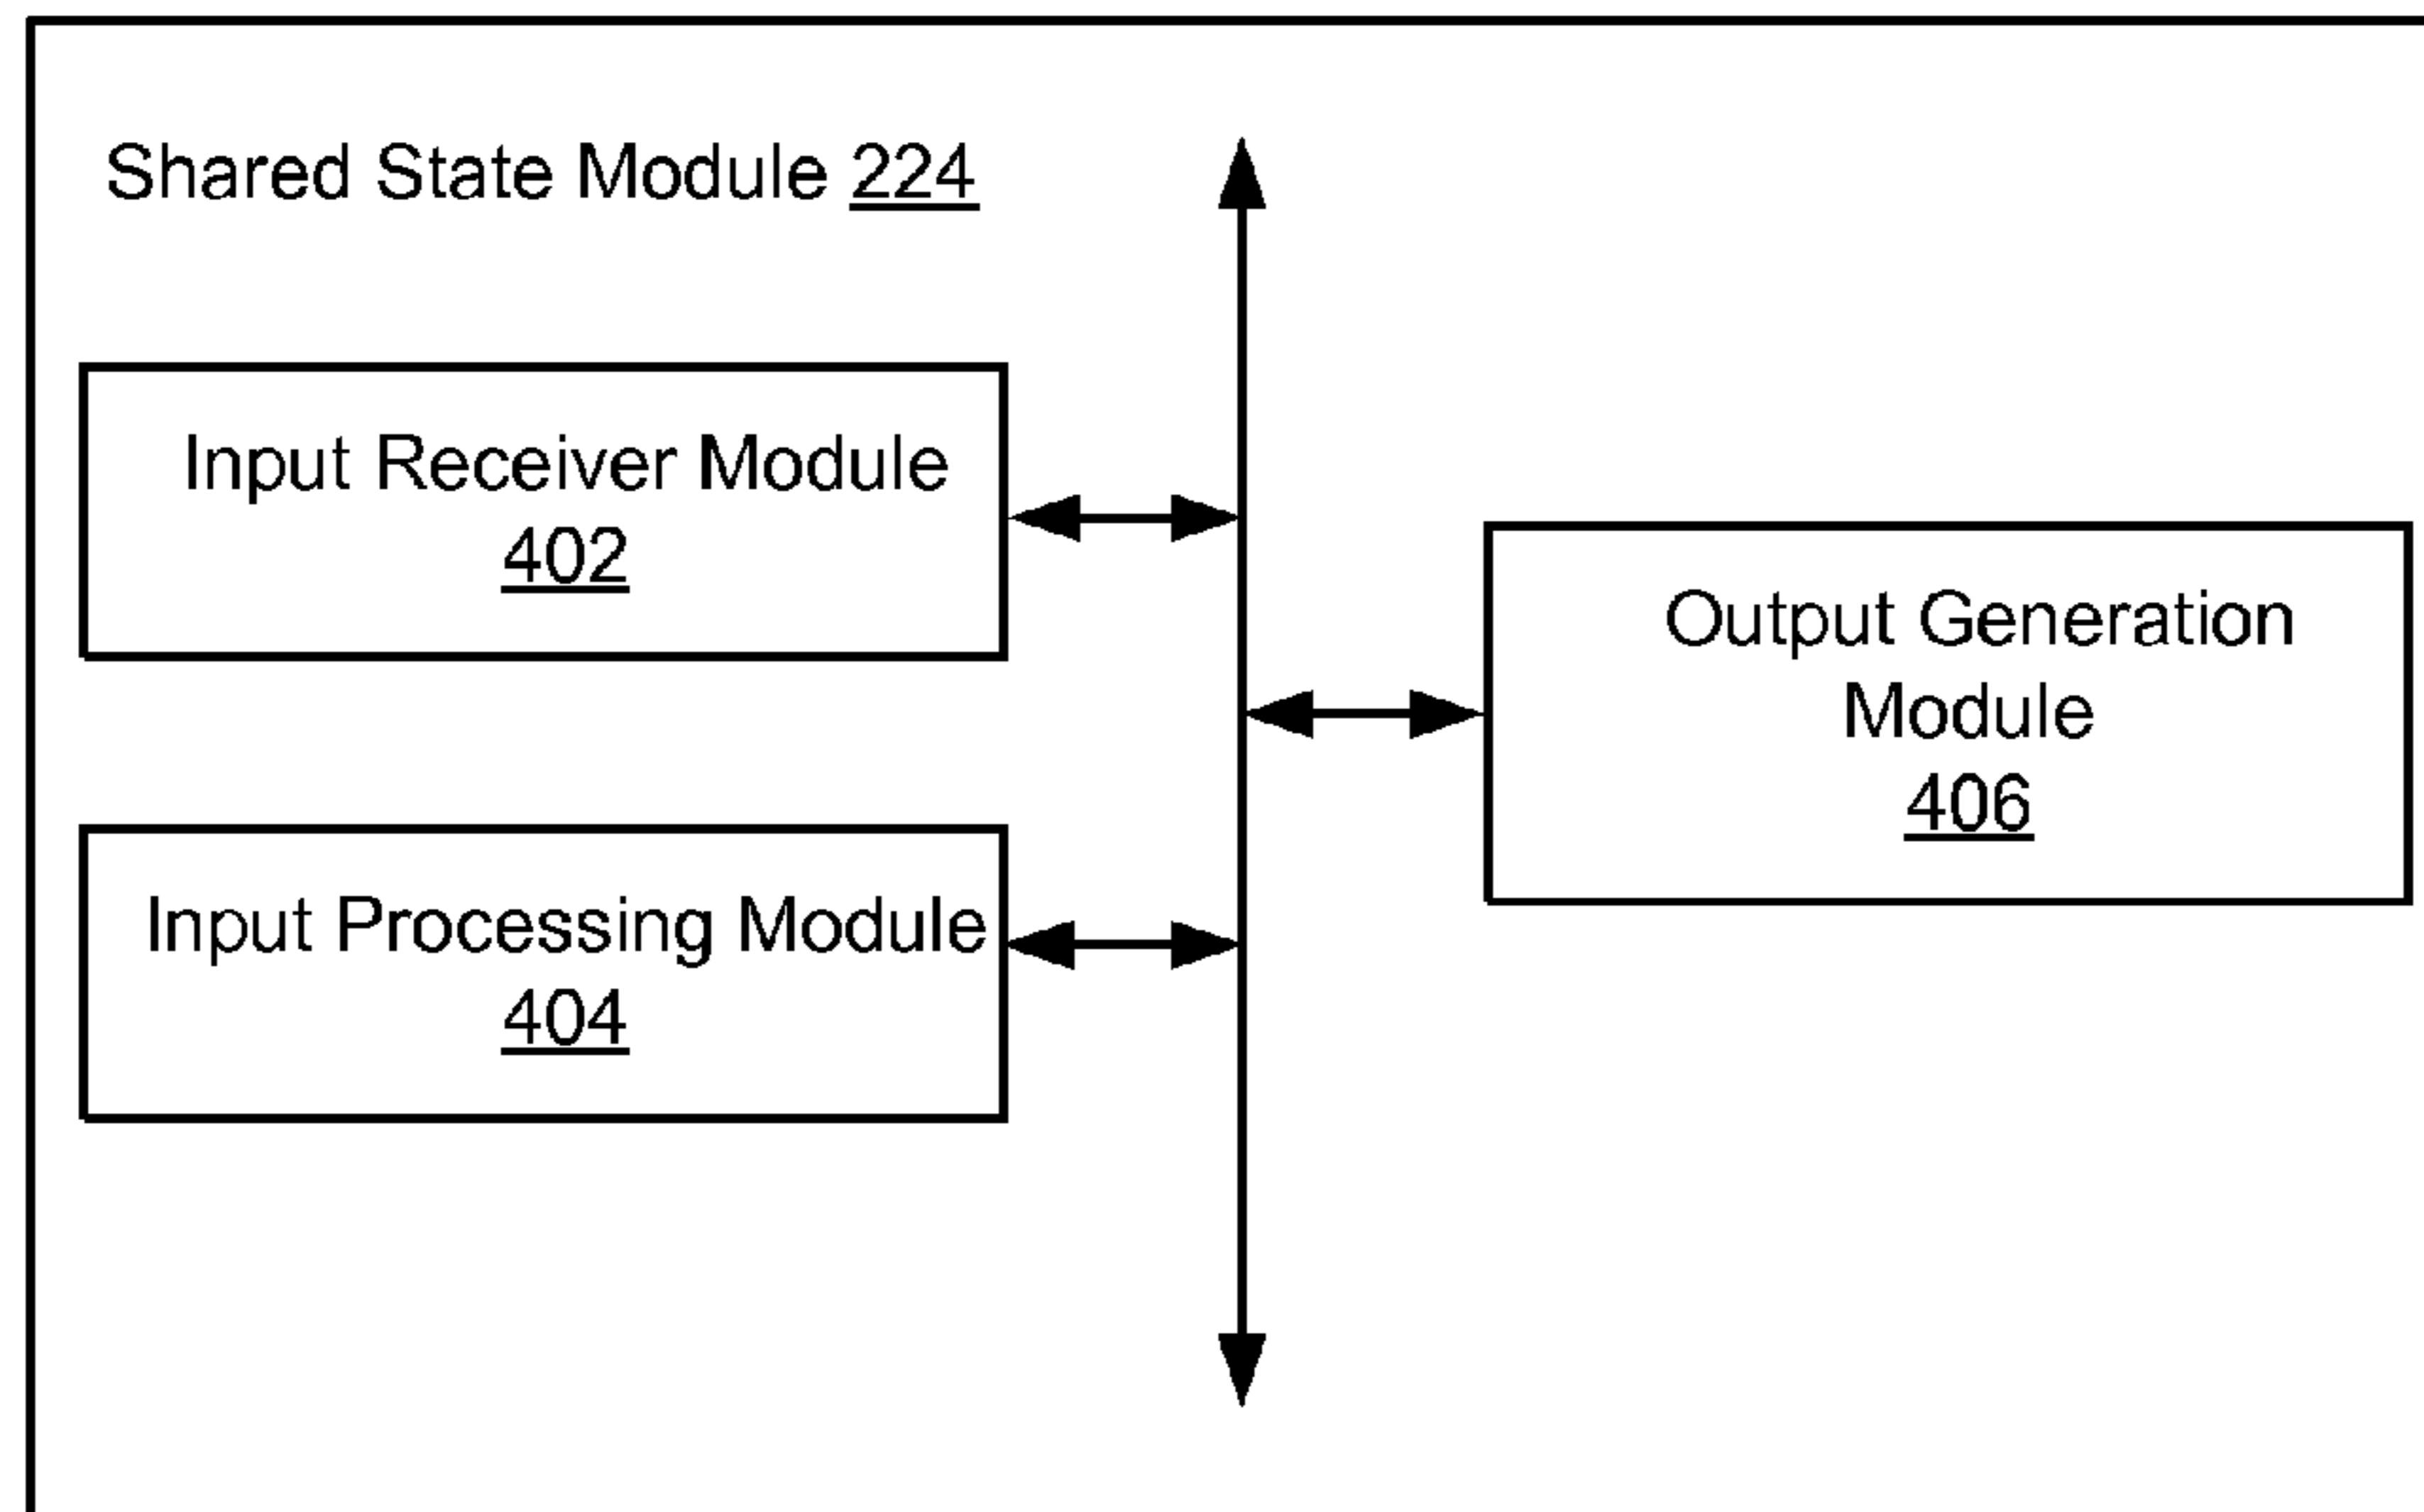 Shared State Module 224
Input Receiver Module
402
Output Generation
Module
406
Input Processing Module
404